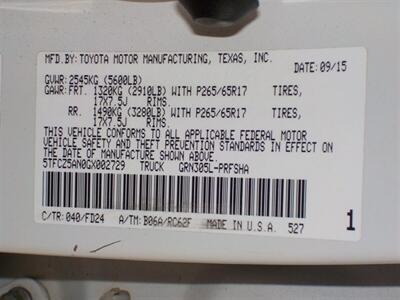 MFD.BY: TOYOTA MOTOR MANUFACTURING, TEXAS, INC.
DATE: 09/15
GVWR: 2545KG (5600LB)
GAWR: FRT. 1320KG (2910LB) WITH P265/65R17 TIRES,
17X7.5J RIMS.
RR. 1490KG (3280LB) WITH P265/65R17 TIRES,
17X7.5J RIMS.
THIS VEHICLE CONFORMS TO ALL APPLICABLE FEDERAL MOTOR
VEHICLE SAFETY AND THEFT PREVENTION STANDARDS IN EFFECT
ON THE DATE OF MANUFACTURE SHOWN ABOVE.
5TFCZ5AN0GX002729 TRUCK GRN305L-PRFSHA
C/TR: 040/FD24 A/TM: B06A/RC62F MADE IN U.S.A. 527
1